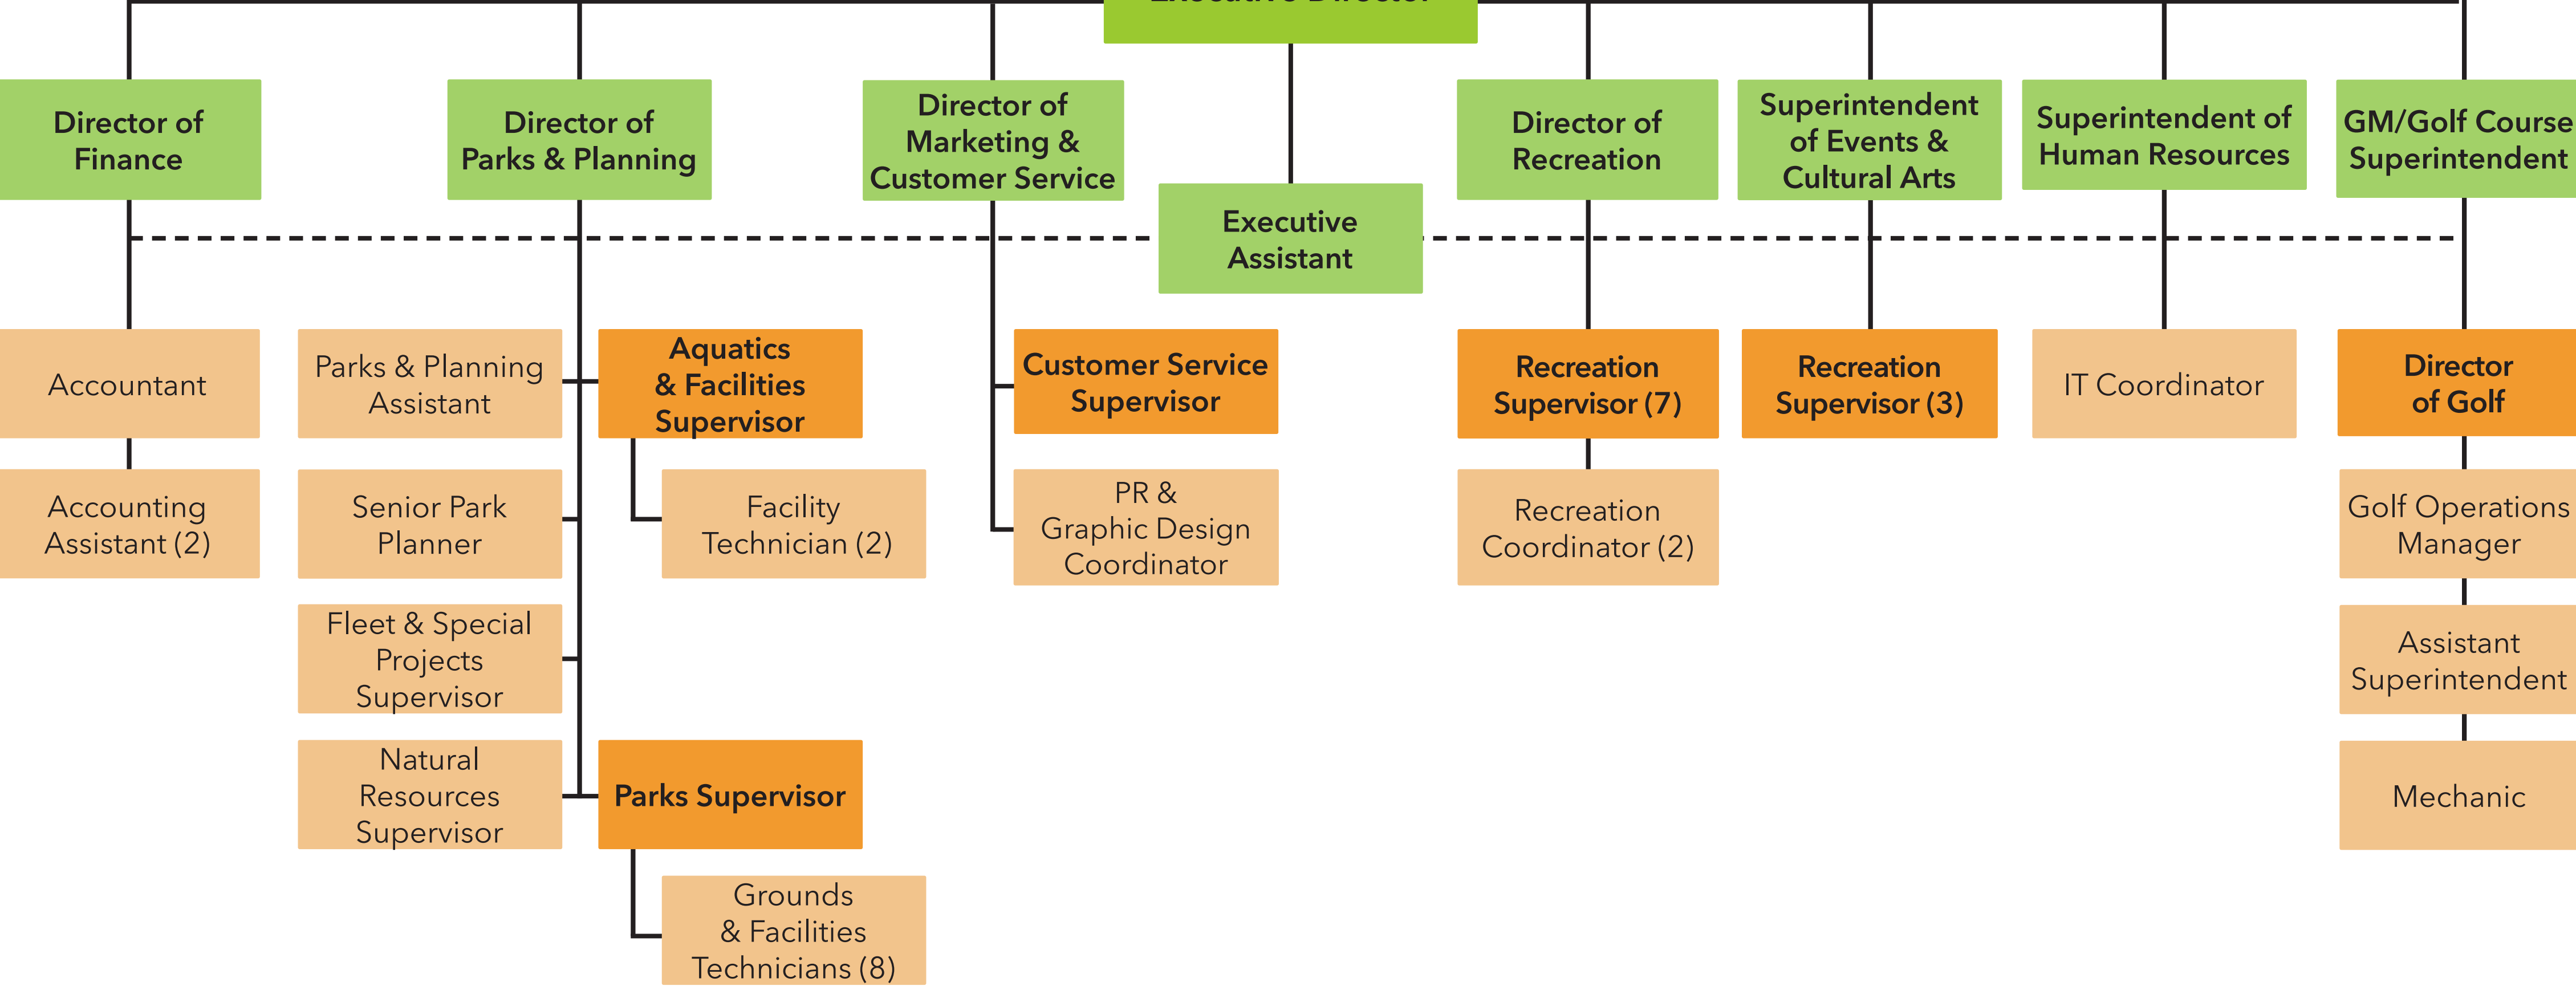 Executive Director
Director of
Finance
Director of
Parks & Planning
Director of
Marketing &
Customer Service
Executive
Assistant
Director of
Recreation
Superintendent
of Events &
Cultural Arts
Superintendent of
Human Resources
GM/Golf Course
Superintendent
Accountant
Accounting
Assistant (2)
Parks & Planning
Assistant
Senior Park
Planner
Fleet & Special
Projects
Supervisor
Natural
Resources
Supervisor
Aquatics
& Facilities
Supervisor
Facility
Technician (2)
Parks Supervisor
Grounds
& Facilities
Technicians (8)
Customer Service
Supervisor
PR &
Graphic Design
Coordinator
Recreation
Supervisor (7)
Recreation
Coordinator (2)
Recreation
Supervisor (3)
IT Coordinator
Director
of Golf
Golf Operations
Manager
Assistant
Superintendent
Mechanic